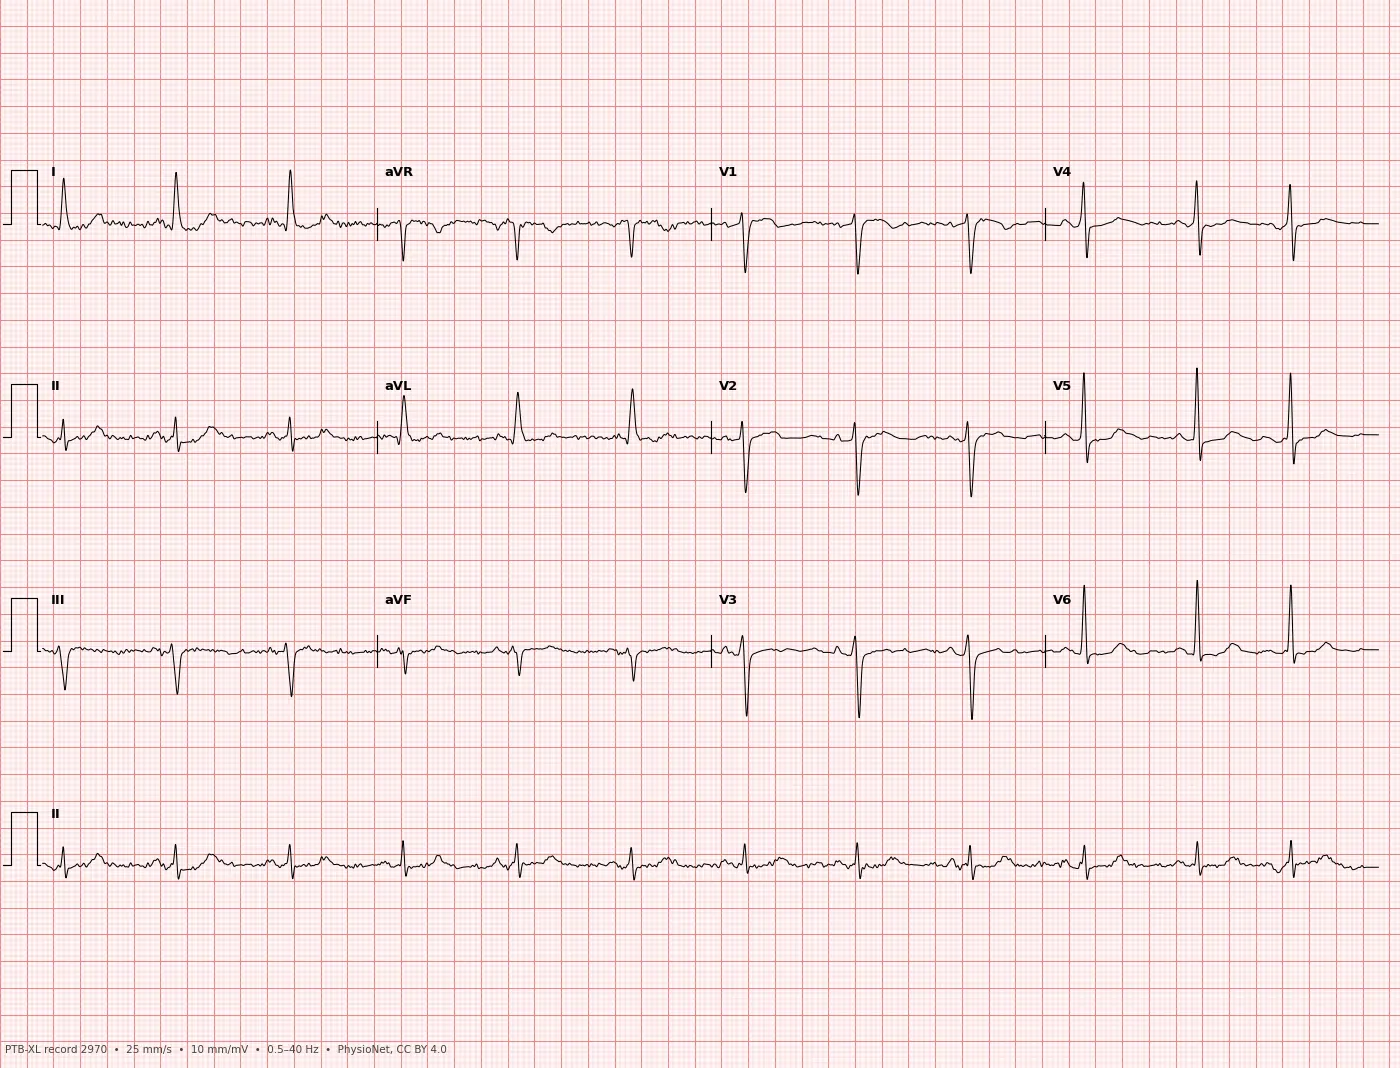 I aVR V1 V4
II aVL V2 V5
III aVF V3 V6
II
PTB-XL record 2970 • 25 mm/s • 10 mm/mV • 0.5–40 Hz • PhysioNet, CC BY 4.0